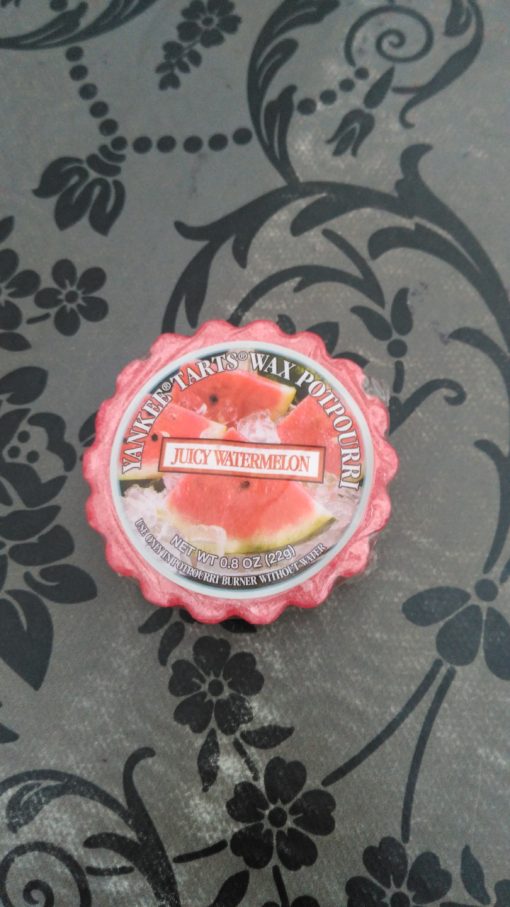 YANKEE® TARTS® WAX POTPOURRI
JUICY WATERMELON
NET WT 0.8 OZ (22g)
USE ONLY IN POTPOURRI BURNER WITHOUT WATER